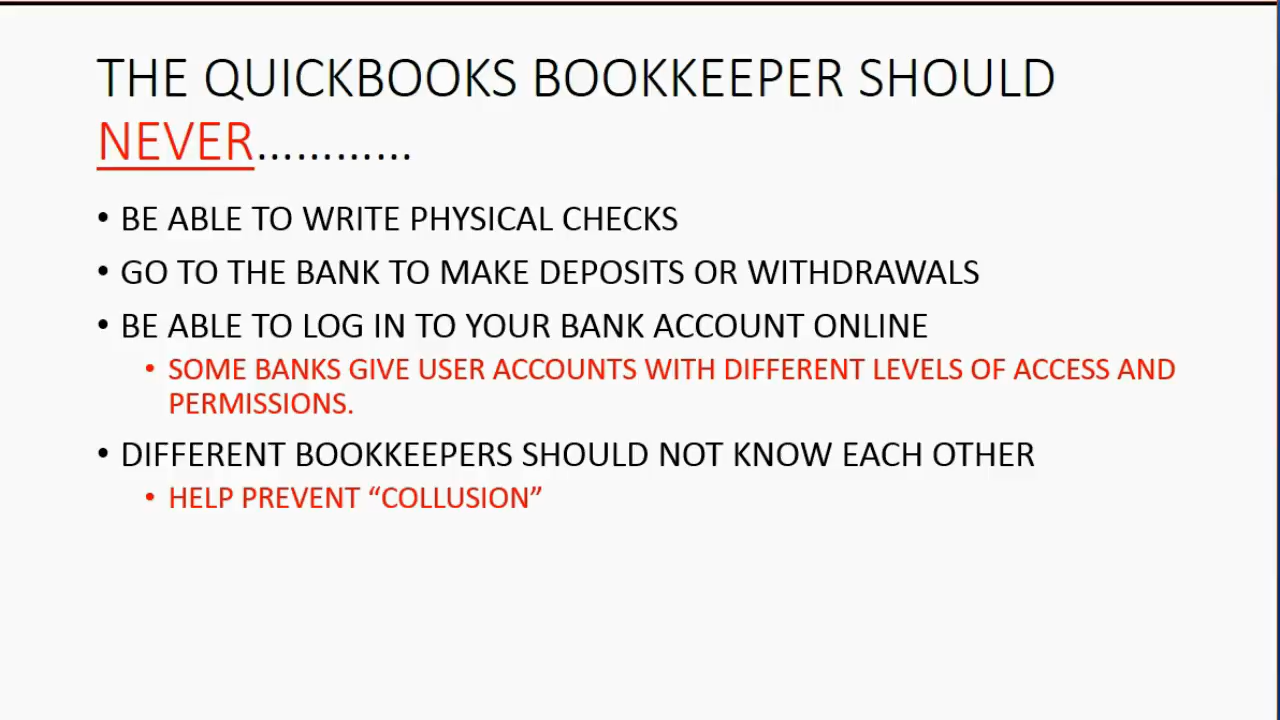 THE QUICKBOOKS BOOKKEEPER SHOULD
NEVER............
• BE ABLE TO WRITE PHYSICAL CHECKS
• GO TO THE BANK TO MAKE DEPOSITS OR WITHDRAWALS
• BE ABLE TO LOG IN TO YOUR BANK ACCOUNT ONLINE
• SOME BANKS GIVE USER ACCOUNTS WITH DIFFERENT LEVELS OF ACCESS AND
PERMISSIONS.
• DIFFERENT BOOKKEEPERS SHOULD NOT KNOW EACH OTHER
• HELP PREVENT “COLLUSION”